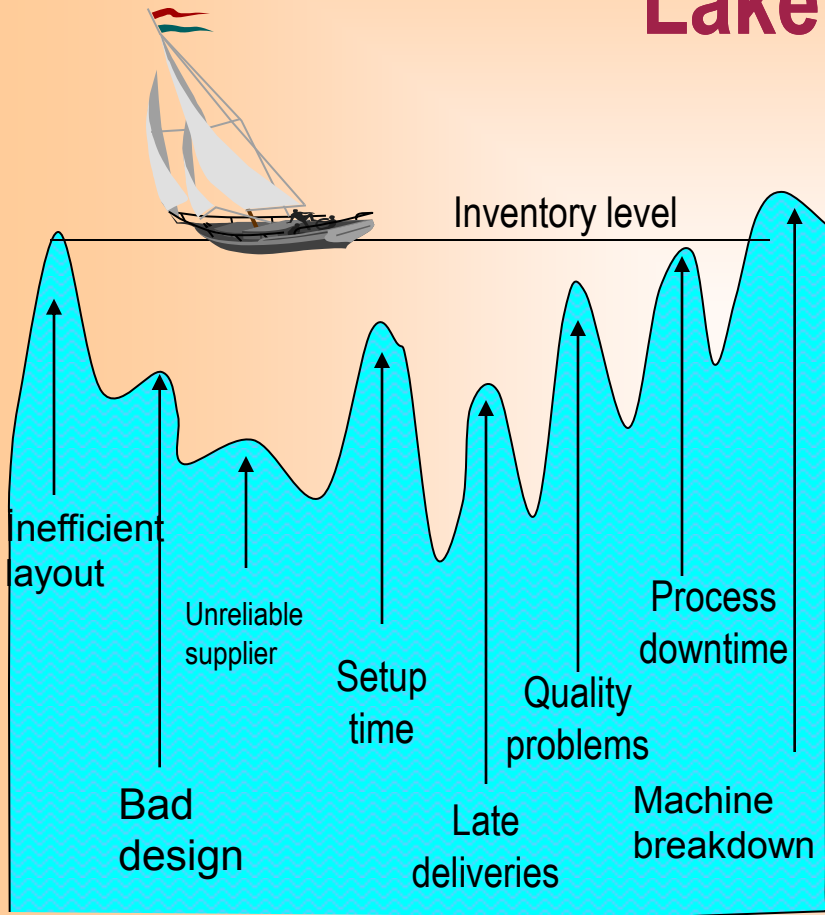 Lake
Inventory level
Inefficient
layout
Unreliable
supplier
Setup
time
Bad
design
Late
deliveries
Quality
problems
Process
downtime
Machine
breakdown